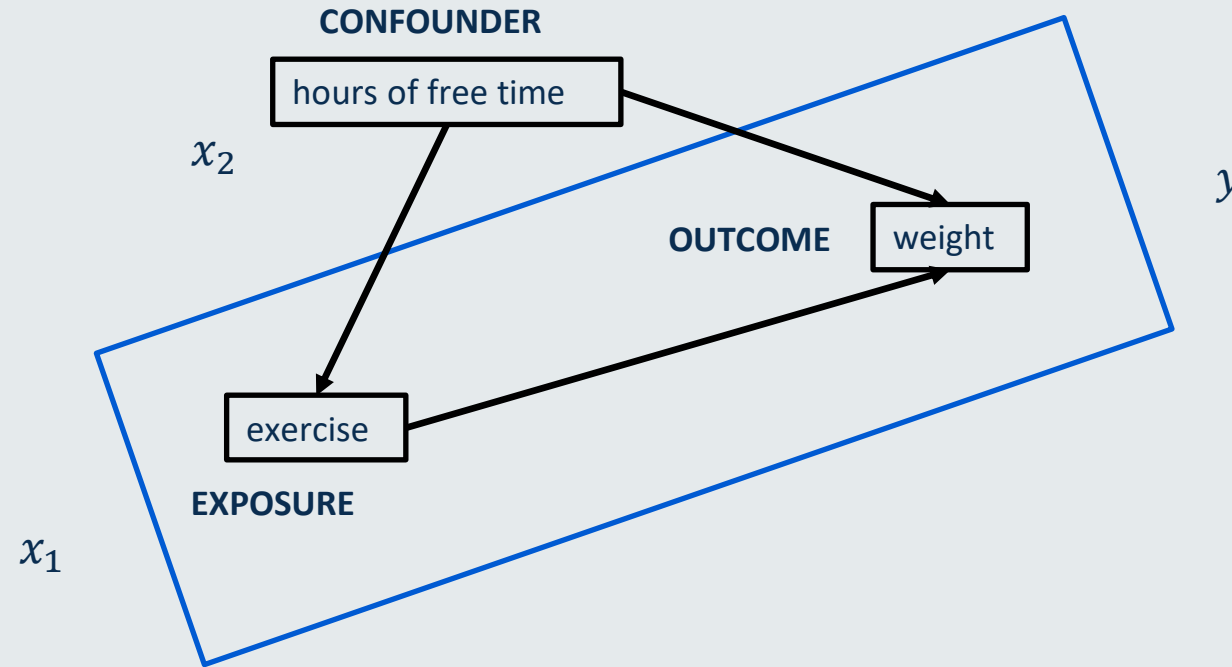 CONFOUNDER
hours of free time
x₂
y
OUTCOME
weight
exercise
EXPOSURE
x₁